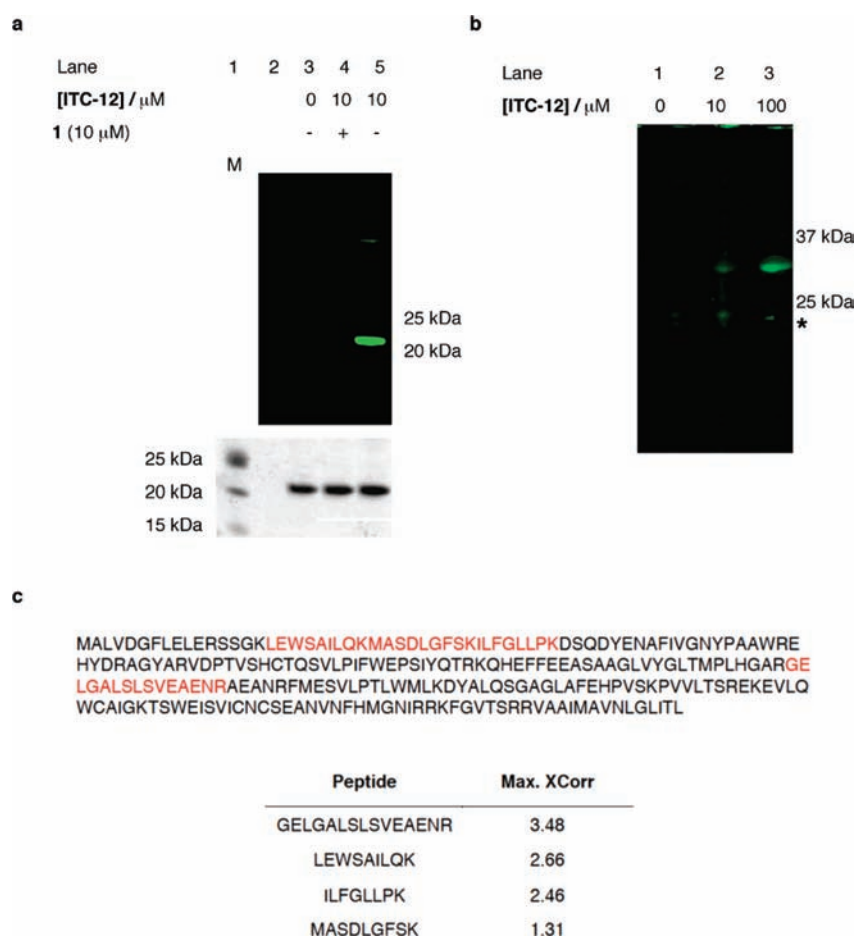 a
Lane 1 2 3 4 5
[ITC-12] / μM 0 10 10
1 (10 μM) - + -
M
25 kDa
20 kDa
25 kDa
20 kDa
15 kDa
b
Lane 1 2 3
[ITC-12] / μM 0 10 100
37 kDa
25 kDa
*
c
MALVDGFLELERSSGKLEWSAILQKMASDLGFSKILFGLLPKDSQDYENAFIVGNYPAAWRE
HYDRAGYARVDPTVSHCTQSVLPIFWEPSIYQTRKQHEFFEEASAAGLVYGLTMPLHGARGE
LGALSLSVEAENRAEANRFMESVLPTLWMLKDYALQSGAGLAFEHPVSKPVVLTSREKEVLQ
WCAIGKTSWEISVICNCSEANVNFHMGNIRRKFGVTSRRVAAIMAVNLGLITL
Peptide Max. XCorr
GELGALSLSVEAENR 3.48
LEWSAILQK 2.66
ILFGLLPK 2.46
MASDLGFSK 1.31